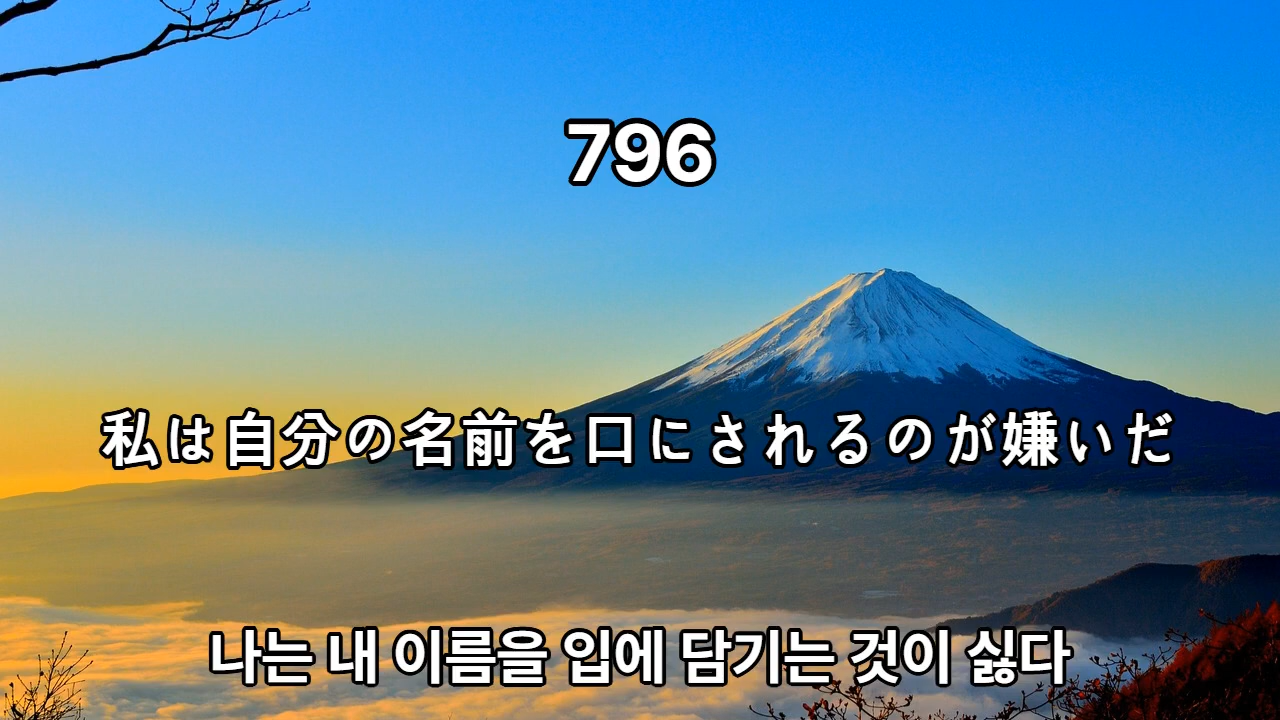 796
私は自分の名前を口にされるのが嫌いだ
나는 내 이름을 입에 담기는 것이 싫다